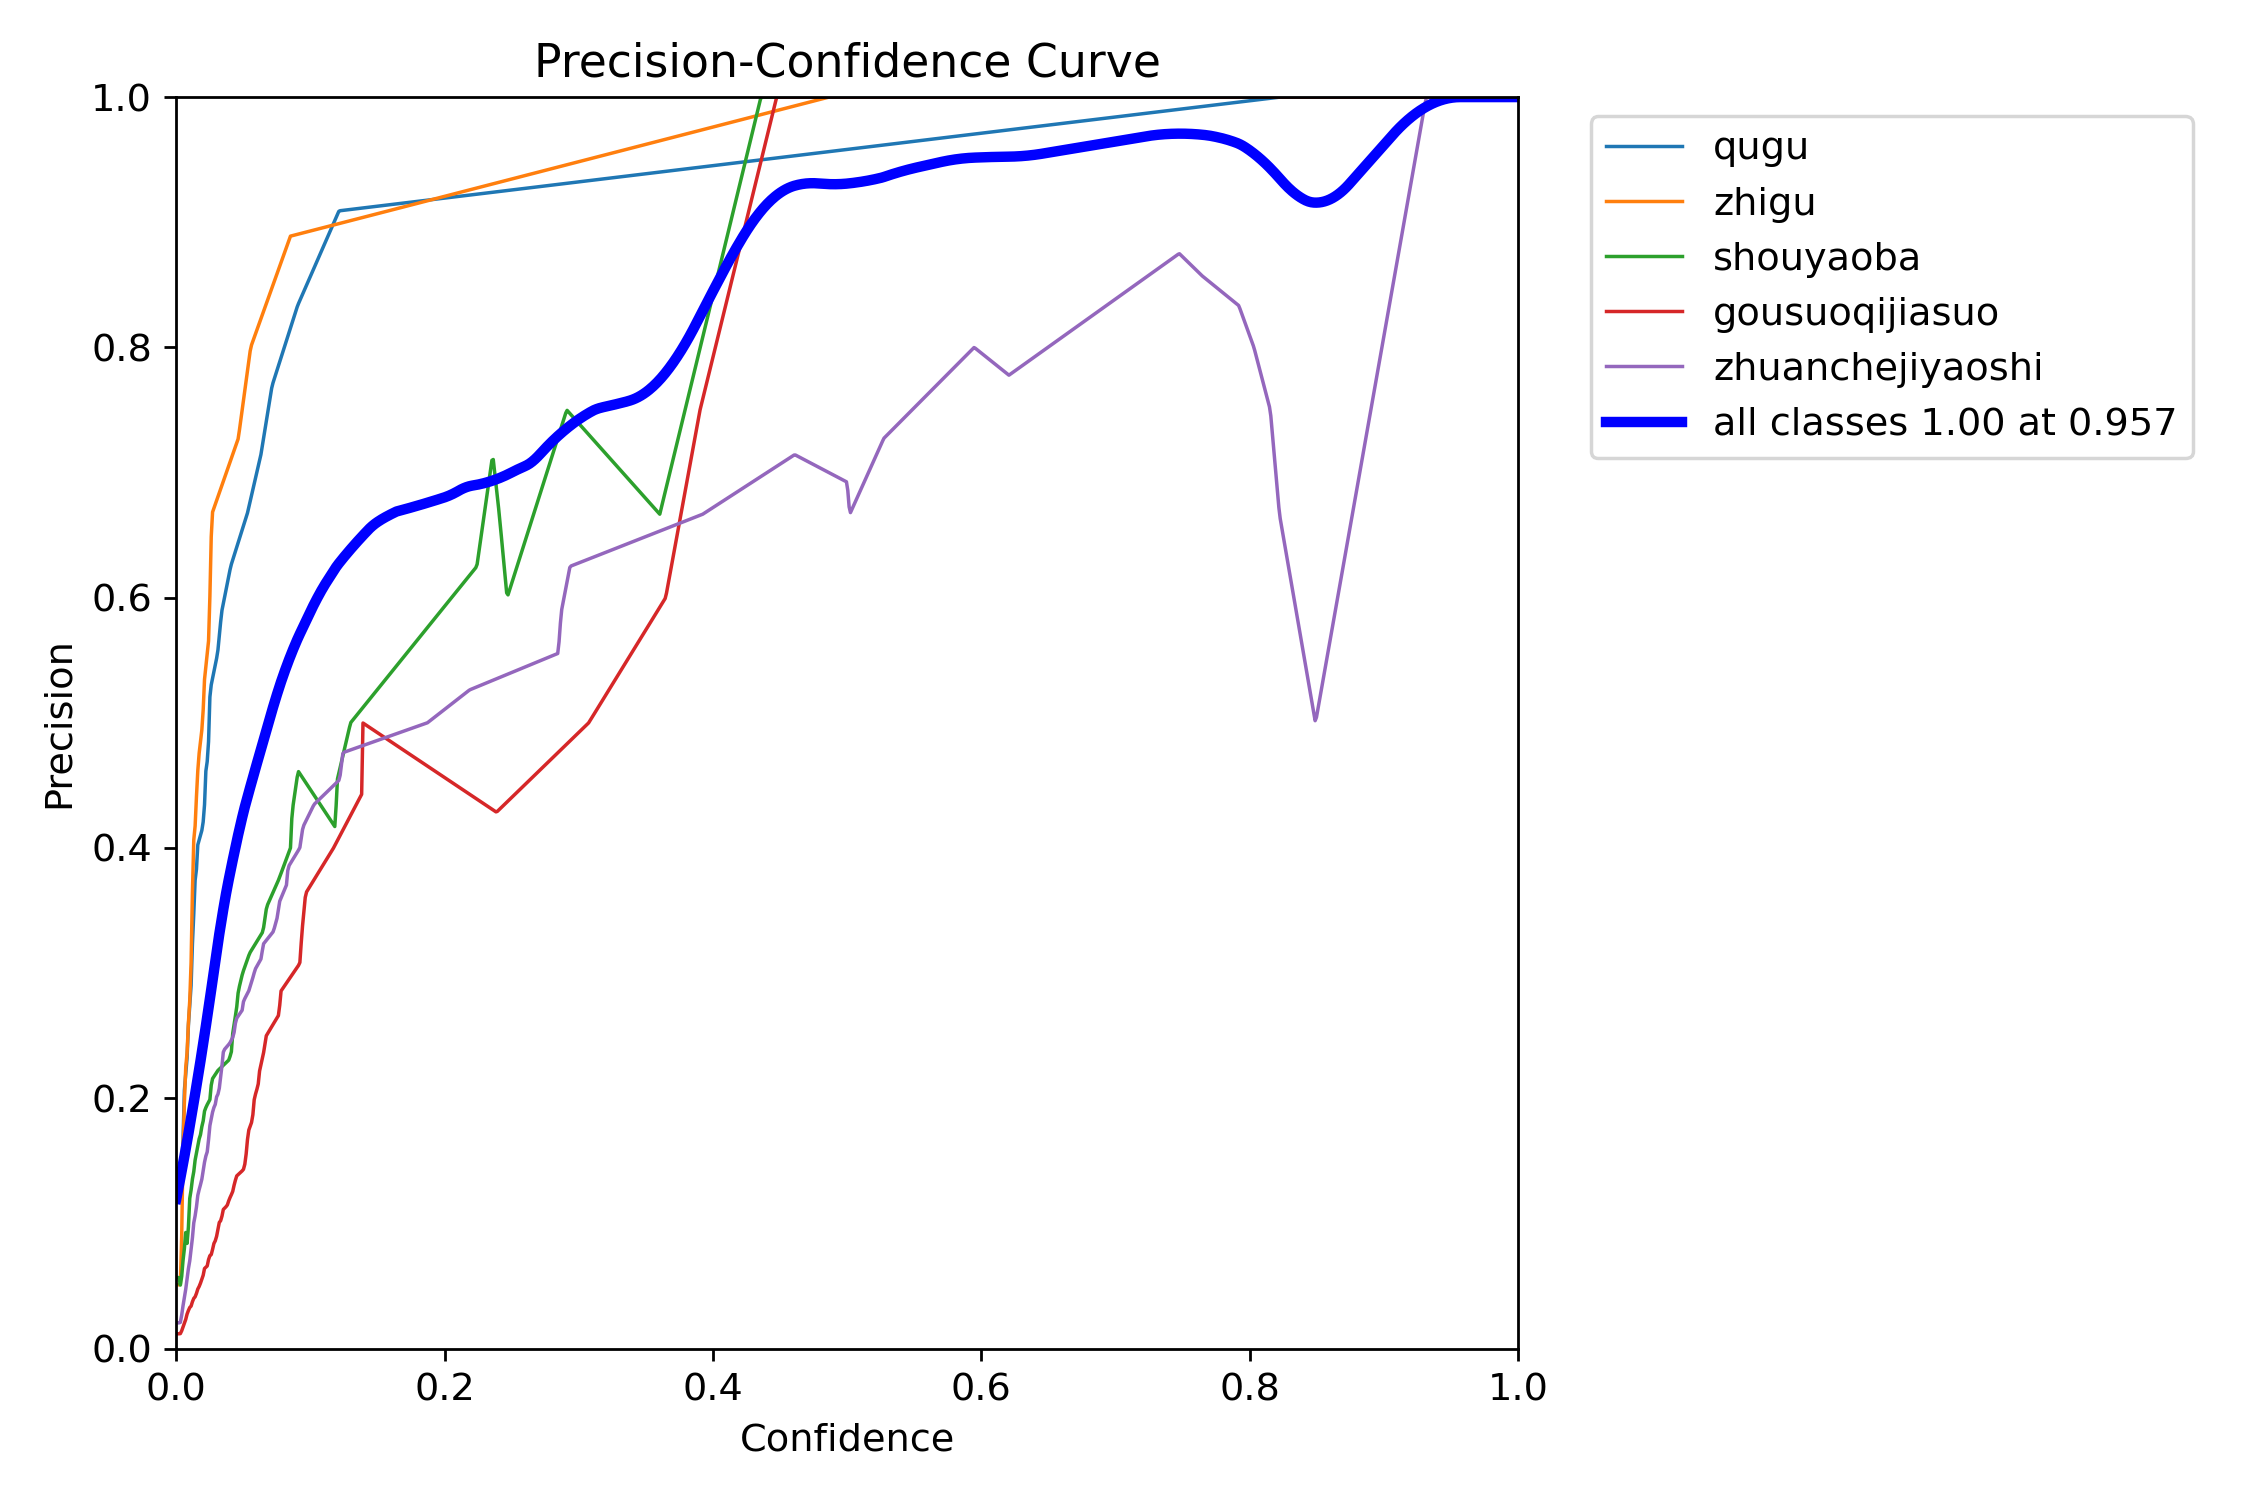 Precision-Confidence Curve
1.0
0.8
0.6
0.4
0.2
0.0
Precision
0.0 0.2 0.4 0.6 0.8 1.0
Confidence
qugu
zhigu
shouyaoba
gousuoqijiasuo
zhuanchejiyaoshi
all classes 1.00 at 0.957